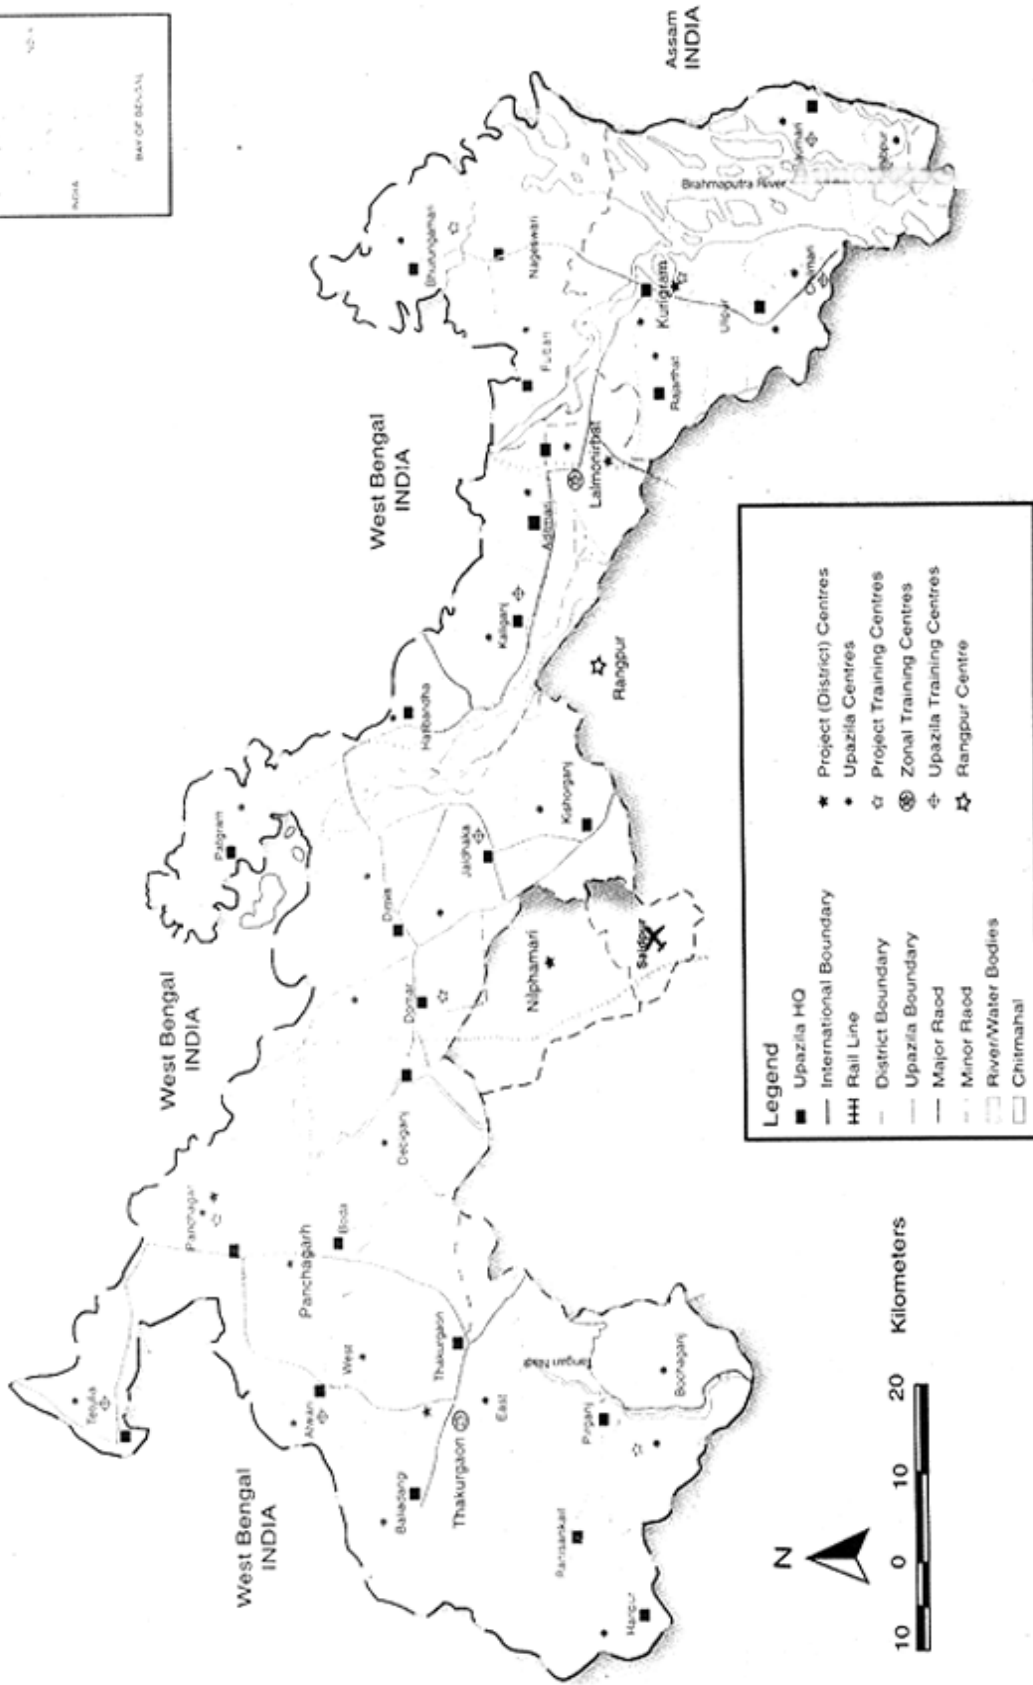 INDIA
BAY OF BENGAL
Assam
INDIA
West Bengal
INDIA
West Bengal
INDIA
West Bengal
INDIA
Tetulia
Panchagar
Panchagarh
Boda
Atwari
West
Thakurgaon
Thakurgaon
East
Baliadangi
Ranisankail
Haripur
Pirganj
Tangan Nadi
Bochaganj
Debiganj
Domar
Dimla
Jaldhaka
Nilphamari
Saidpur
Kishorganj
Patgram
Hatibandha
Kaliganj
Aditmari
Lalmonirhat
Rangpur
Fulbari
Bhurungamari
Nageswari
Kurigram
Rajarhat
Ulipur
Brahmaputra River
N
10 0 10 20 Kilometers
Legend
Upazila HQ
International Boundary
Rail Line
District Boundary
Upazila Boundary
Major Raod
Minor Raod
River/Water Bodies
Chitmahal
Project (District) Centres
Upazila Centres
Project Training Centres
Zonal Training Centres
Upazila Training Centres
Rangpur Centre